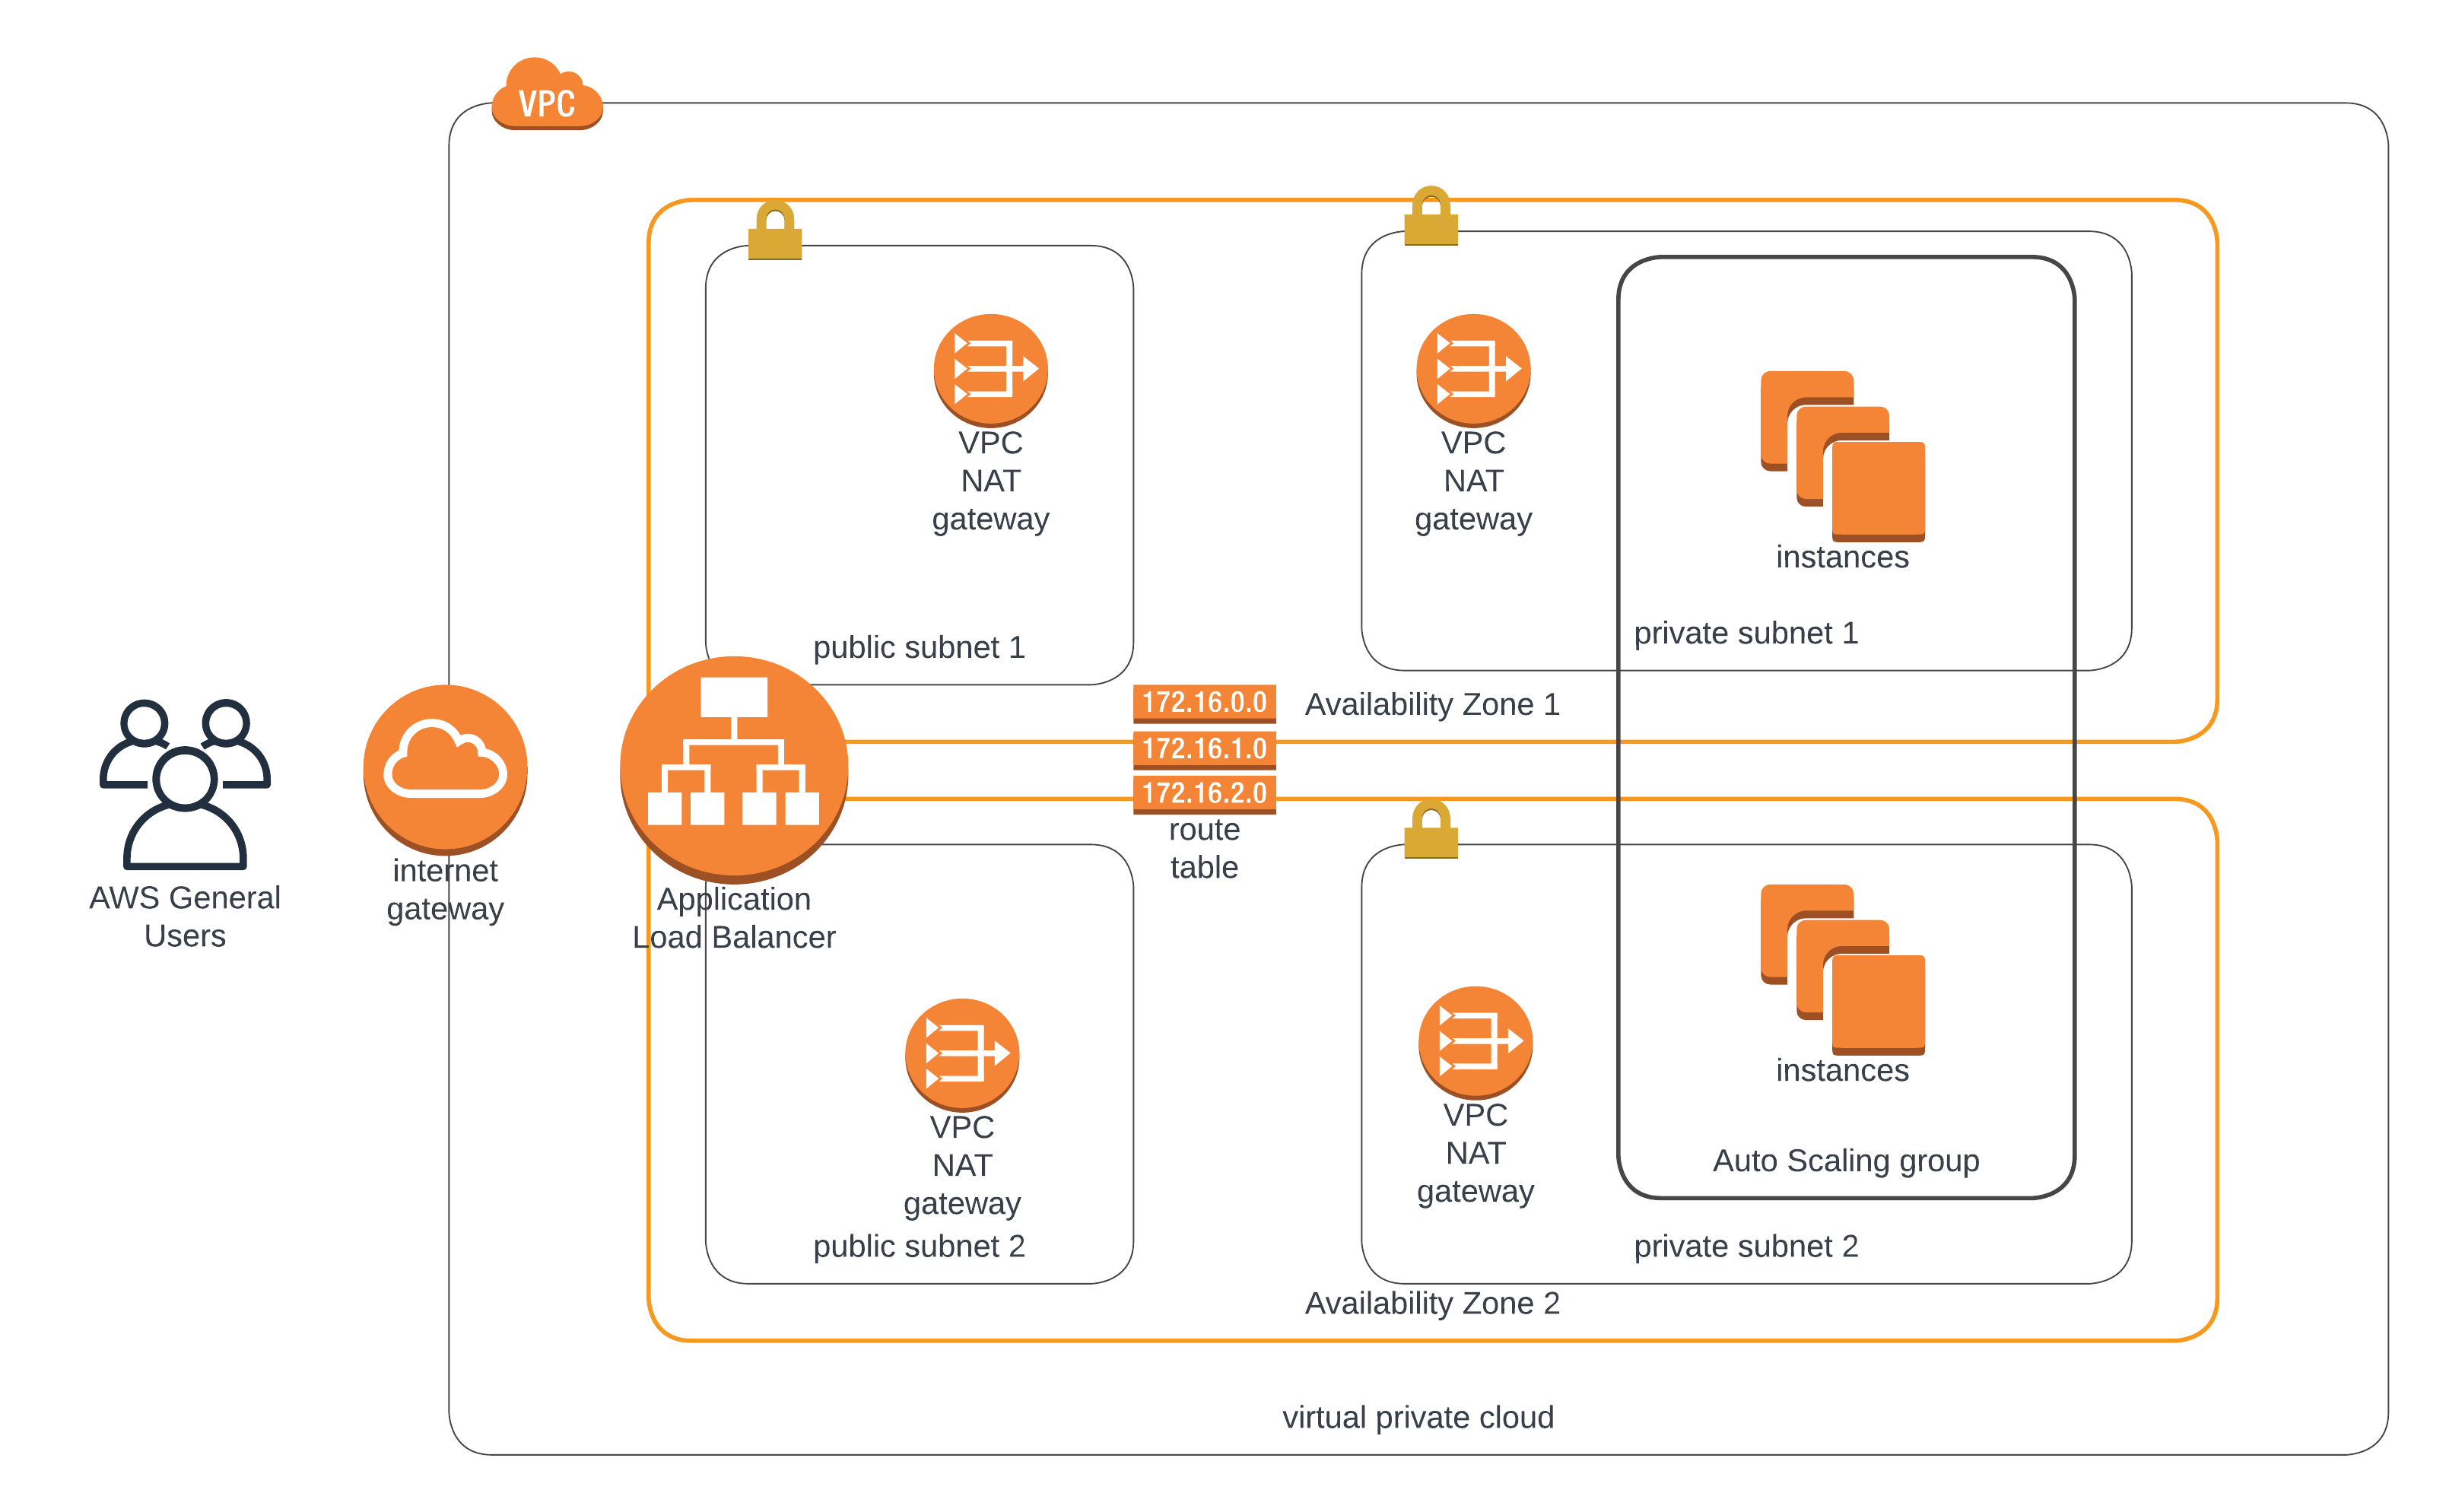 VPC
VPC
NAT
gateway
VPC
NAT
gateway
instances
public subnet 1
private subnet 1
172.16.0.0
Availability Zone 1
172.16.1.0
172.16.2.0
route
table
AWS General
Users
internet
gateway
Application
Load Balancer
instances
VPC
NAT
gateway
VPC
NAT
gateway
Auto Scaling group
public subnet 2
private subnet 2
Availability Zone 2
virtual private cloud